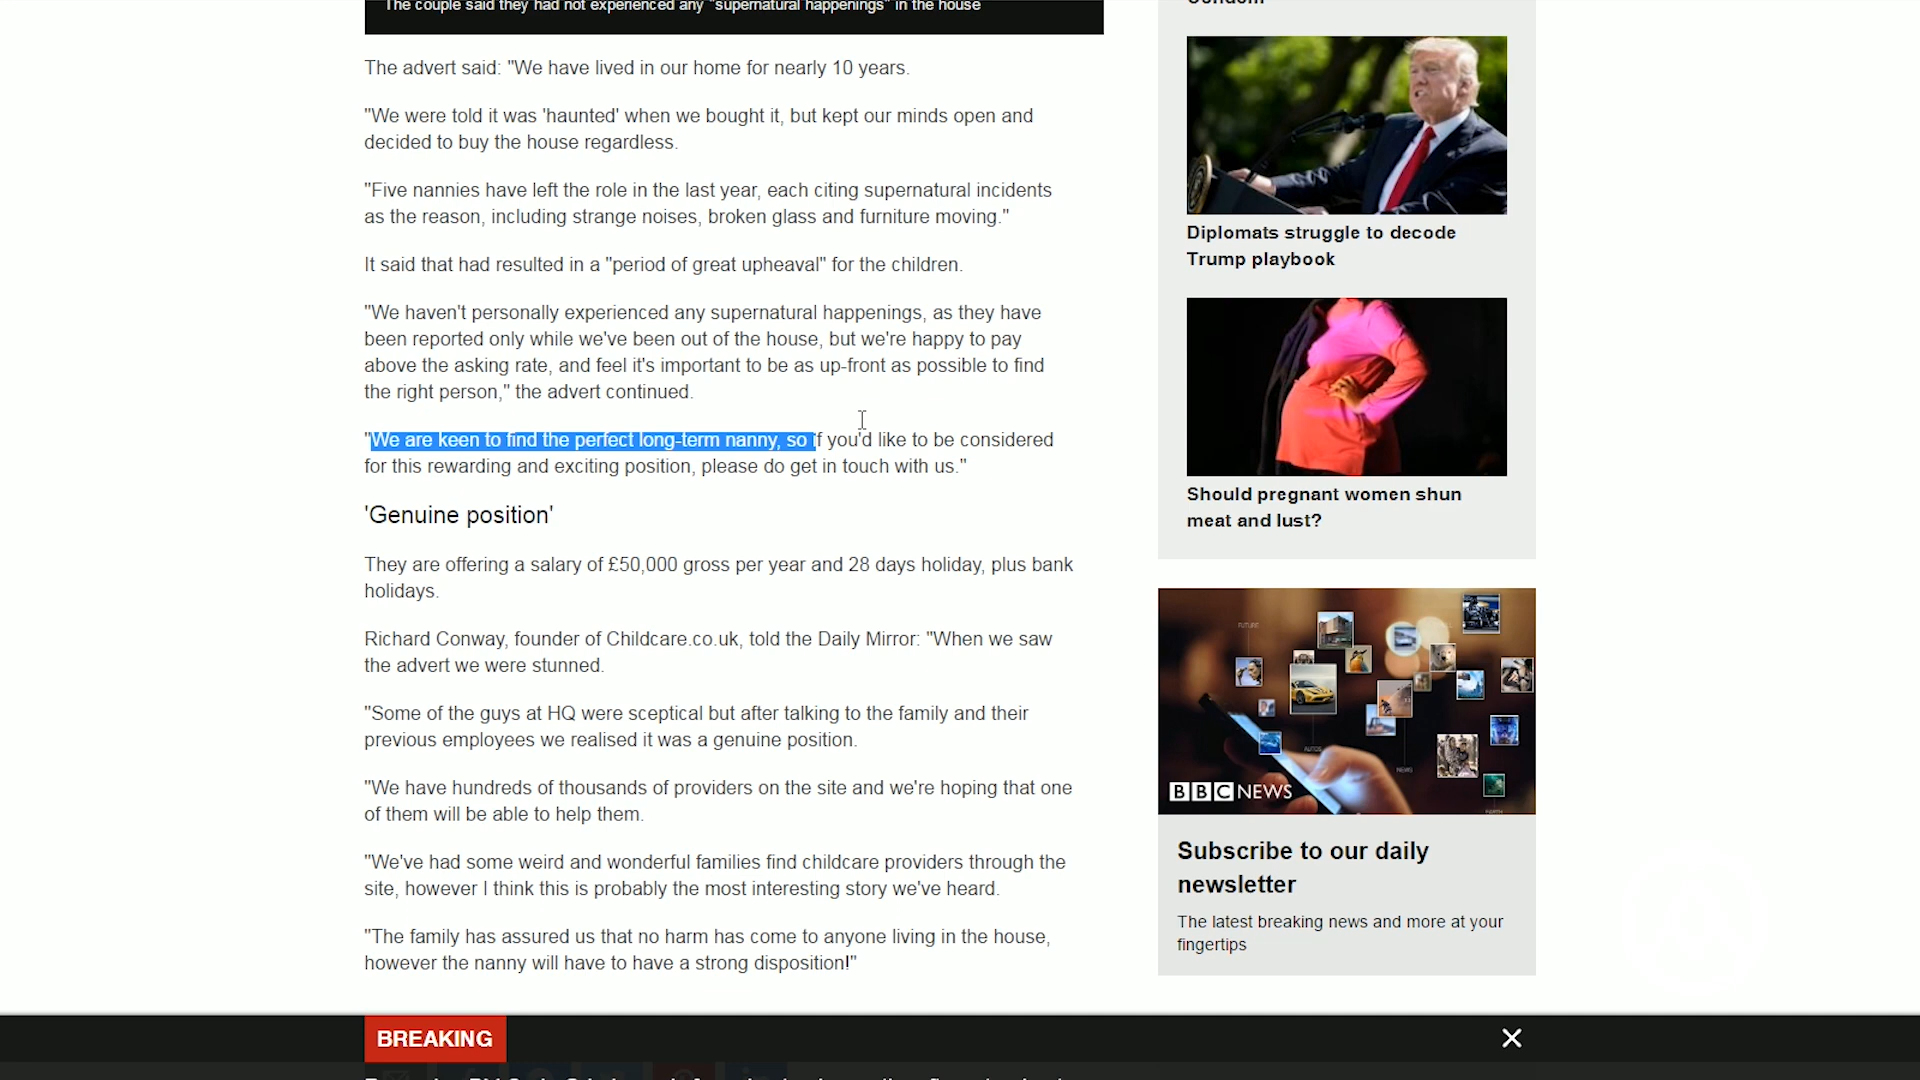 The couple said they had not experienced any "supernatural happenings" in the house
The advert said: "We have lived in our home for nearly 10 years.
"We were told it was 'haunted' when we bought it, but kept our minds open and
decided to buy the house regardless.
"Five nannies have left the role in the last year, each citing supernatural incidents
as the reason, including strange noises, broken glass and furniture moving."
It said that had resulted in a "period of great upheaval" for the children.
"We haven't personally experienced any supernatural happenings, as they have
been reported only while we've been out of the house, but we're happy to pay
above the asking rate, and feel it's important to be as up-front as possible to find
the right person," the advert continued.
"We are keen to find the perfect long-term nanny, so if you'd like to be considered
for this rewarding and exciting position, please do get in touch with us."
'Genuine position'
They are offering a salary of £50,000 gross per year and 28 days holiday, plus bank
holidays.
Richard Conway, founder of Childcare.co.uk, told the Daily Mirror: "When we saw
the advert we were stunned.
"Some of the guys at HQ were sceptical but after talking to the family and their
previous employees we realised it was a genuine position.
"We have hundreds of thousands of providers on the site and we're hoping that one
of them will be able to help them.
"We've had some weird and wonderful families find childcare providers through the
site, however I think this is probably the most interesting story we've heard.
"The family has assured us that no harm has come to anyone living in the house,
however the nanny will have to have a strong disposition!"
Diplomats struggle to decode
Trump playbook
Should pregnant women shun
meat and lust?
FUTURE
AUTOS
NEWS
EARTH
BBC NEWS
Subscribe to our daily
newsletter
The latest breaking news and more at your
fingertips
BREAKING